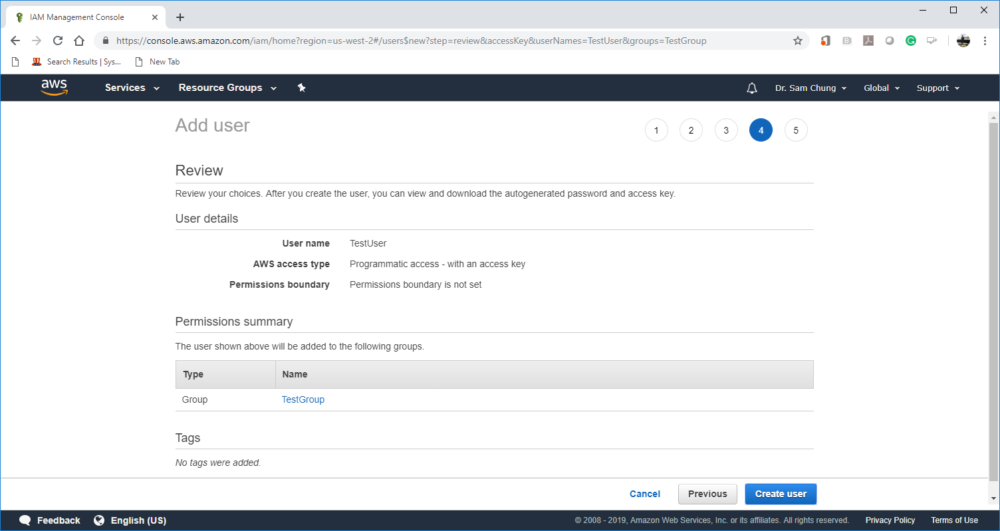 IAM Management Console
https://console.aws.amazon.com/iam/home?region=us-west-2#/users$new?step=review&accessKey&userNames=TestUser&groups=TestGroup
Search Results | Sys... New Tab
aws Services Resource Groups Dr. Sam Chung Global Support
Add user 1 2 3 4 5
Review
Review your choices. After you create the user, you can view and download the autogenerated password and access key.
User details
User name TestUser
AWS access type Programmatic access - with an access key
Permissions boundary Permissions boundary is not set
Permissions summary
The user shown above will be added to the following groups.
Type Name
Group TestGroup
Tags
No tags were added.
Cancel Previous Create user
Feedback English (US) © 2008 - 2019, Amazon Web Services, Inc. or its affiliates. All rights reserved. Privacy Policy Terms of Use